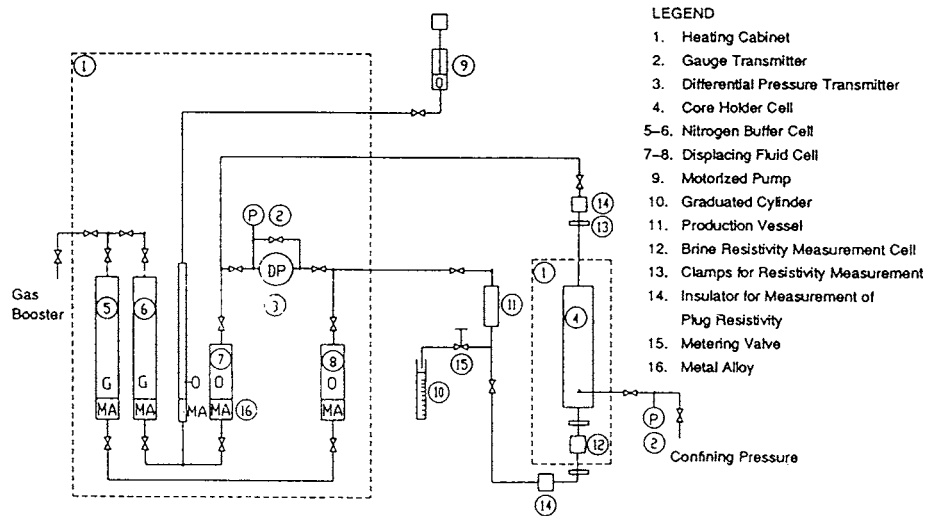 LEGEND
1. Heating Cabinet
2. Gauge Transmitter
3. Differential Pressure Transmitter
4. Core Holder Cell
5–6. Nitrogen Buffer Cell
7–8. Displacing Fluid Cell
9. Motorized Pump
10. Graduated Cylinder
11. Production Vessel
12. Brine Resistivity Measurement Cell
13. Clamps for Resistivity Measurement
14. Insulator for Measurement of
Plug Resistivity
15. Metering Valve
16. Metal Alloy
1
9
O
14
13
P 2
DP
3
1
Gas
Booster
5 6
11
4
7 8
15
G G O O O
10
MA MA MA MA 16 MA
P
2
12
Confining Pressure
14